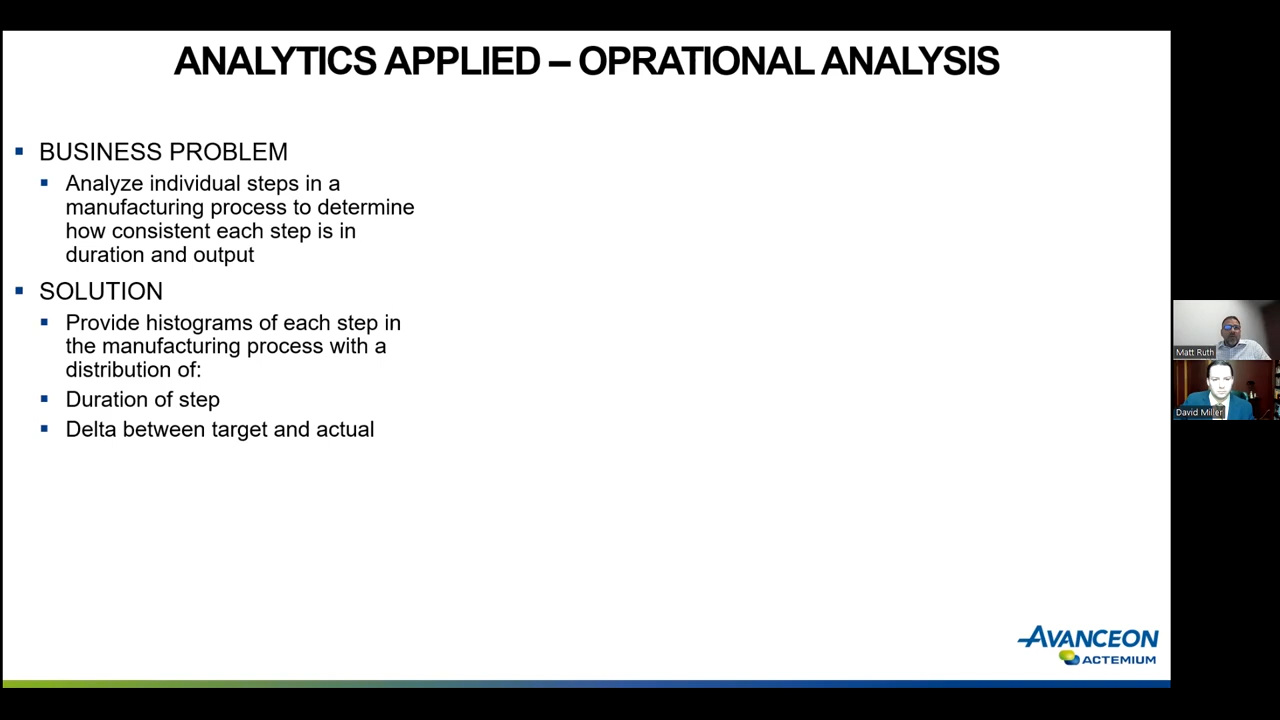 ANALYTICS APPLIED – OPRATIONAL ANALYSIS
BUSINESS PROBLEM
Analyze individual steps in a
manufacturing process to determine
how consistent each step is in
duration and output
SOLUTION
Provide histograms of each step in
the manufacturing process with a
distribution of:
Duration of step
Delta between target and actual
Matt Ruth
David Miller
AVANCEON
ACTEMIUM